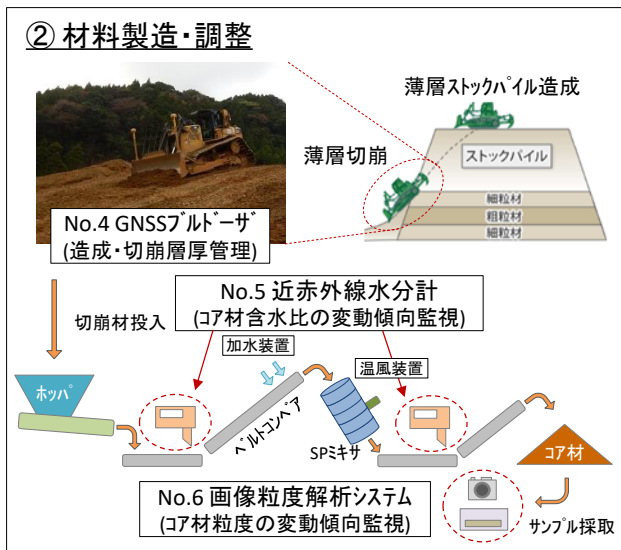 ② 材料製造・調整
薄層ストックパイル造成
薄層切崩
ストックパイル
細粒材
粗粒材
細粒材
No.4 GNSSﾌﾞﾙﾄﾞｰｻﾞ
(造成・切崩層厚管理)
No.5 近赤外線水分計
(ｺｱ材含水比の変動傾向監視)
切崩材投入
加水装置
温風装置
ﾎｯﾊﾟ
ﾍﾞﾙﾄｺﾝﾍﾞｱ
SPﾐｷｻ
ｺｱ材
No.6 画像粒度解析システム
(ｺｱ材粒度の変動傾向監視)
ｻﾝﾌﾟﾙ採取